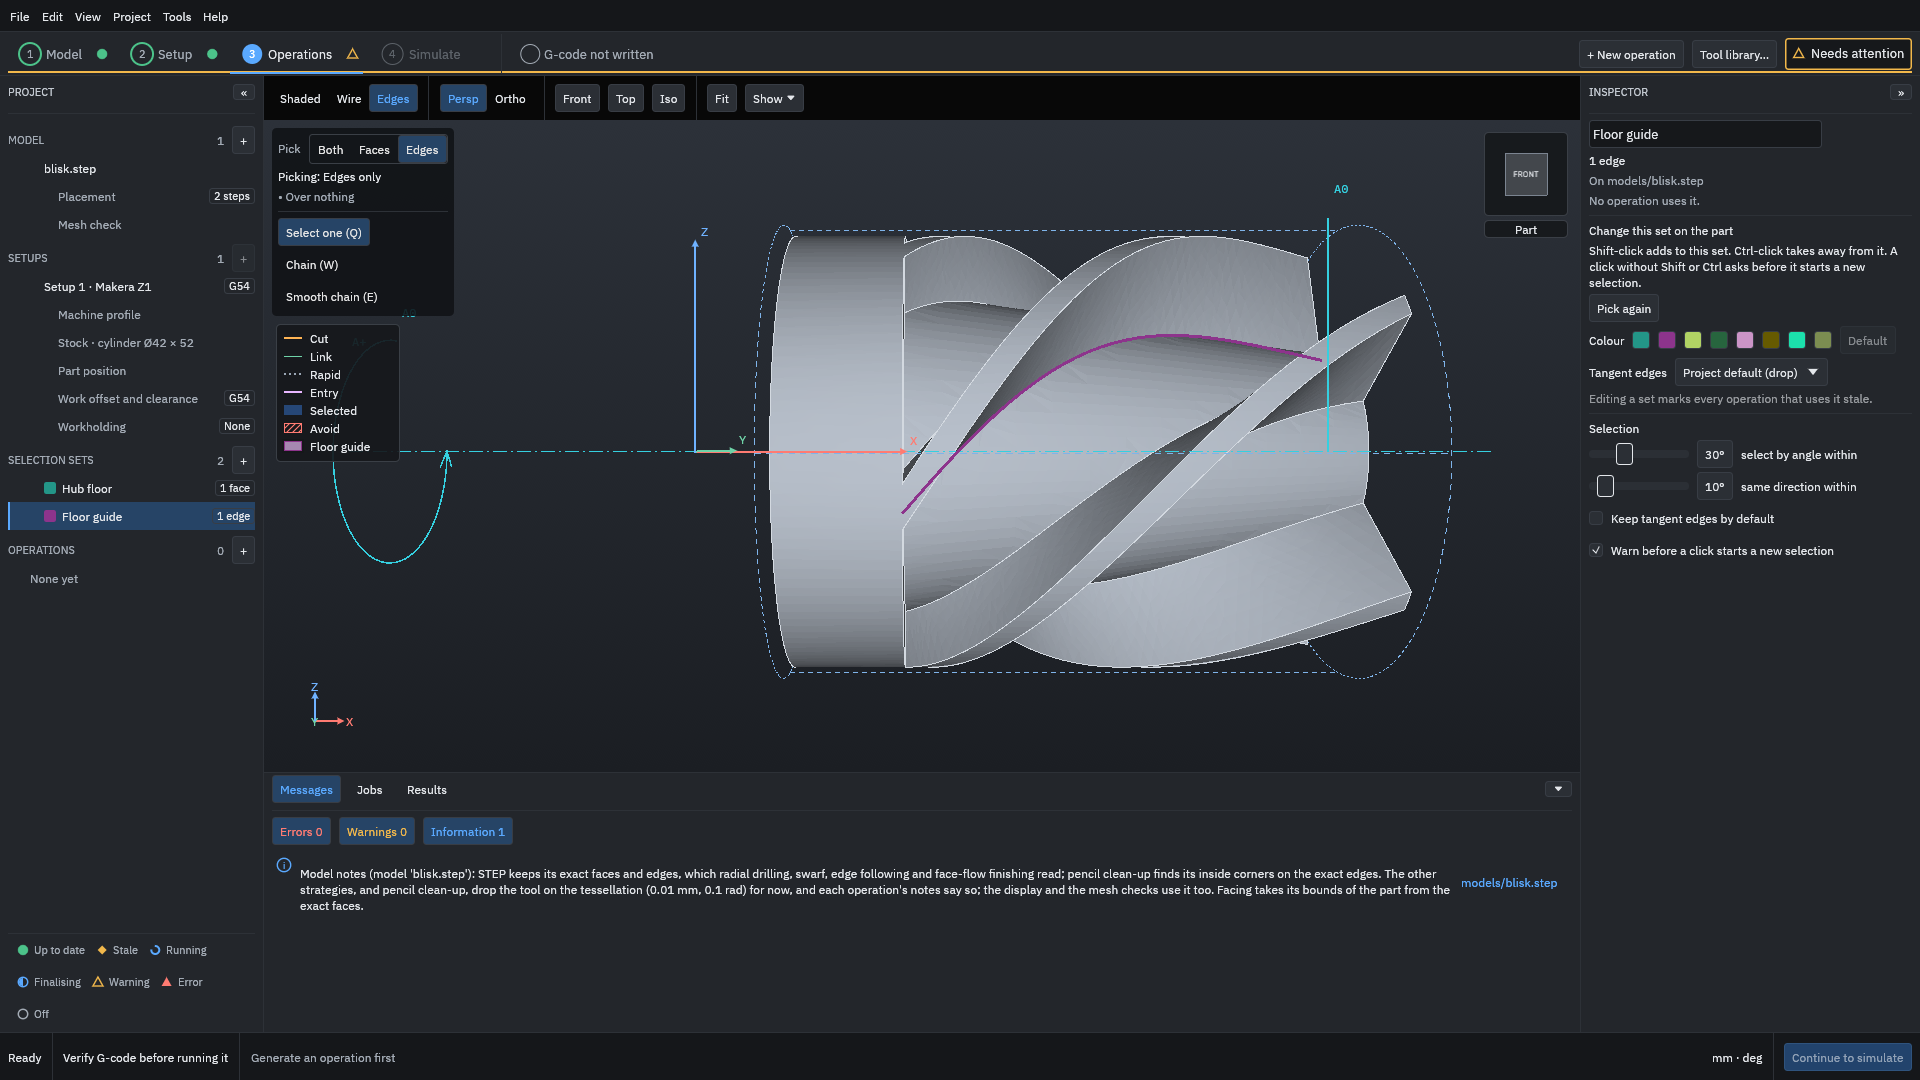 File Edit View Project Tools Help
1 Model 2 Setup 3 Operations 4 Simulate G-code not written + New operation Tool library... Needs attention
PROJECT «
Shaded Wire Edges Persp Ortho Front Top Iso Fit Show
INSPECTOR »
MODEL 1 +
blisk.step
Placement 2 steps
Mesh check
SETUPS 1 +
Setup 1 · Makera Z1 G54
Machine profile
Stock · cylinder Ø42 × 52
Part position
Work offset and clearance G54
Workholding None
SELECTION SETS 2 +
Hub floor 1 face
Floor guide 1 edge
OPERATIONS 0 +
None yet
Up to date Stale Running
Finalising Warning Error
Off
Pick Both Faces Edges
Picking: Edges only
• Over nothing
Select one (Q)
Chain (W)
Smooth chain (E)
A0
A+
Cut
Link
Rapid
Entry
Selected
Avoid
Floor guide
Z
Y
X
A0
FRONT
Part
Z
Y X
Floor guide
1 edge
On models/blisk.step
No operation uses it.
Change this set on the part
Shift-click adds to this set. Ctrl-click takes away from it. A
click without Shift or Ctrl asks before it starts a new
selection.
Pick again
Colour Default
Tangent edges Project default (drop)
Editing a set marks every operation that uses it stale.
Selection
30° select by angle within
10° same direction within
Keep tangent edges by default
Warn before a click starts a new selection
Messages Jobs Results
Errors 0 Warnings 0 Information 1
Model notes (model 'blisk.step'): STEP keeps its exact faces and edges, which radial drilling, swarf, edge following and face-flow finishing read; pencil clean-up finds its inside corners on the exact edges. The other
strategies, and pencil clean-up, drop the tool on the tessellation (0.01 mm, 0.1 rad) for now, and each operation's notes say so; the display and the mesh checks use it too. Facing takes its bounds of the part from the
exact faces.
models/blisk.step
Ready Verify G-code before running it Generate an operation first mm · deg Continue to simulate